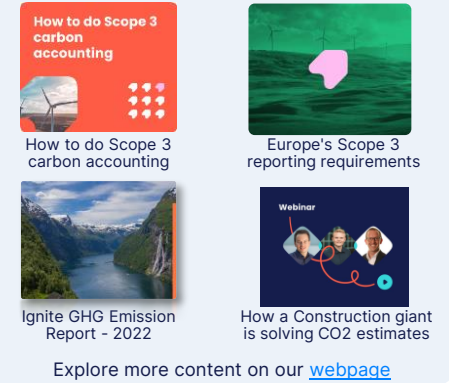 How to do Scope 3
carbon
accounting
How to do Scope 3
carbon accounting
Europe's Scope 3
reporting requirements
Ignite GHG Emission
Report - 2022
Webinar
How a Construction giant
is solving CO2 estimates
Explore more content on our webpage